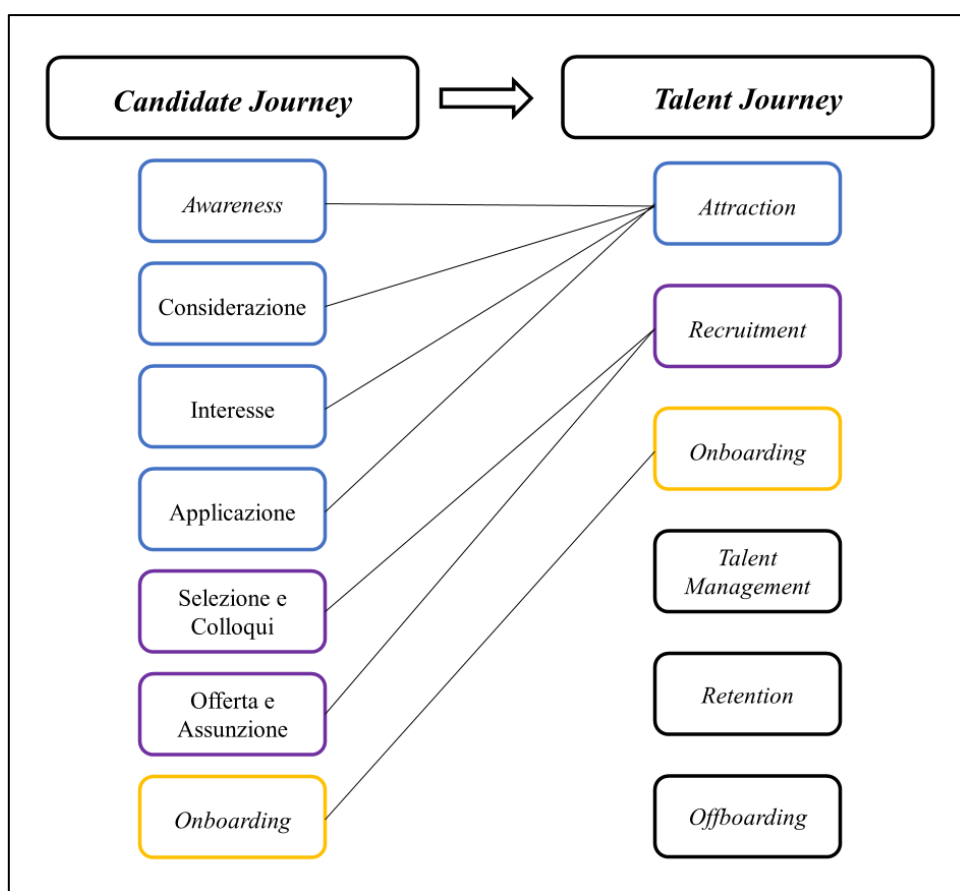 Candidate Journey
Talent Journey
Awareness
Considerazione
Interesse
Applicazione
Selezione e
Colloqui
Offerta e
Assunzione
Onboarding
Attraction
Recruitment
Onboarding
Talent
Management
Retention
Offboarding